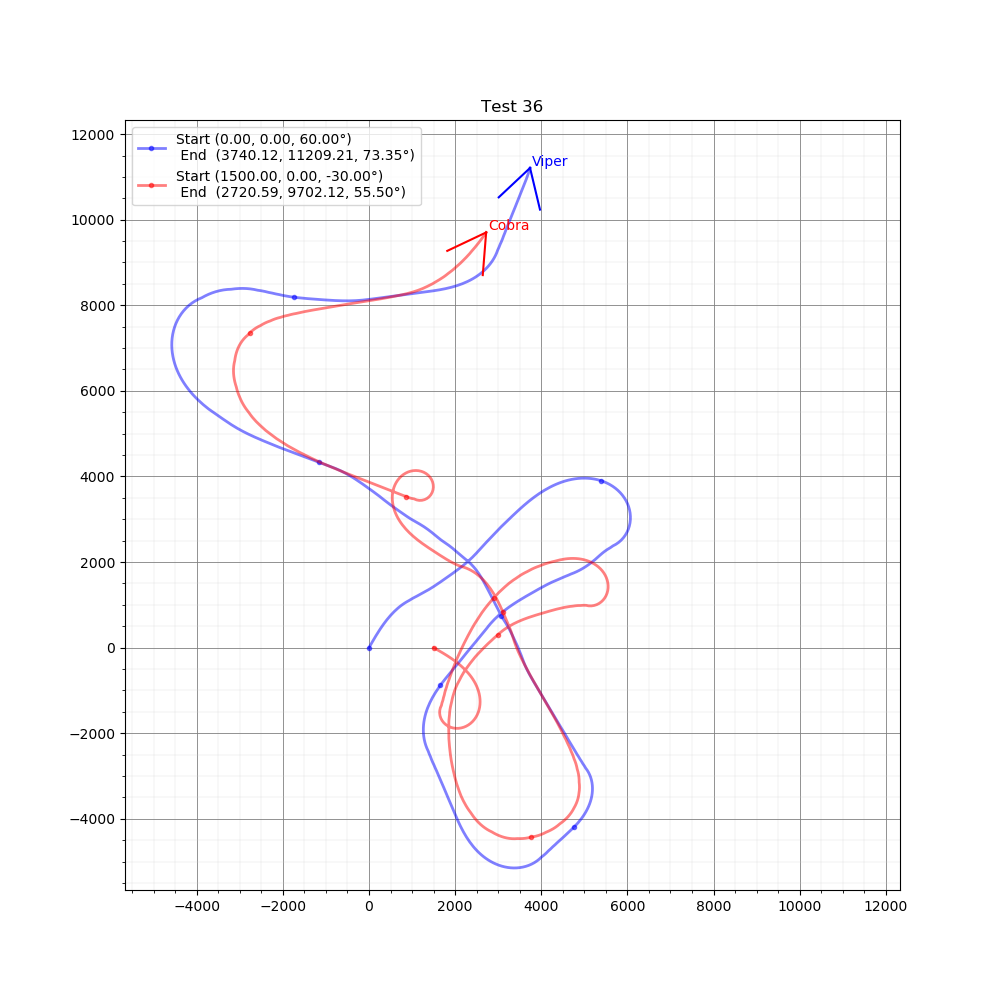 Test 36
Start (0.00, 0.00, 60.00°)
End (3740.12, 11209.21, 73.35°)
Start (1500.00, 0.00, -30.00°)
End (2720.59, 9702.12, 55.50°)
Viper
Cobra
12000
10000
8000
6000
4000
2000
0
−2000
−4000
−4000 −2000 0 2000 4000 6000 8000 10000 12000